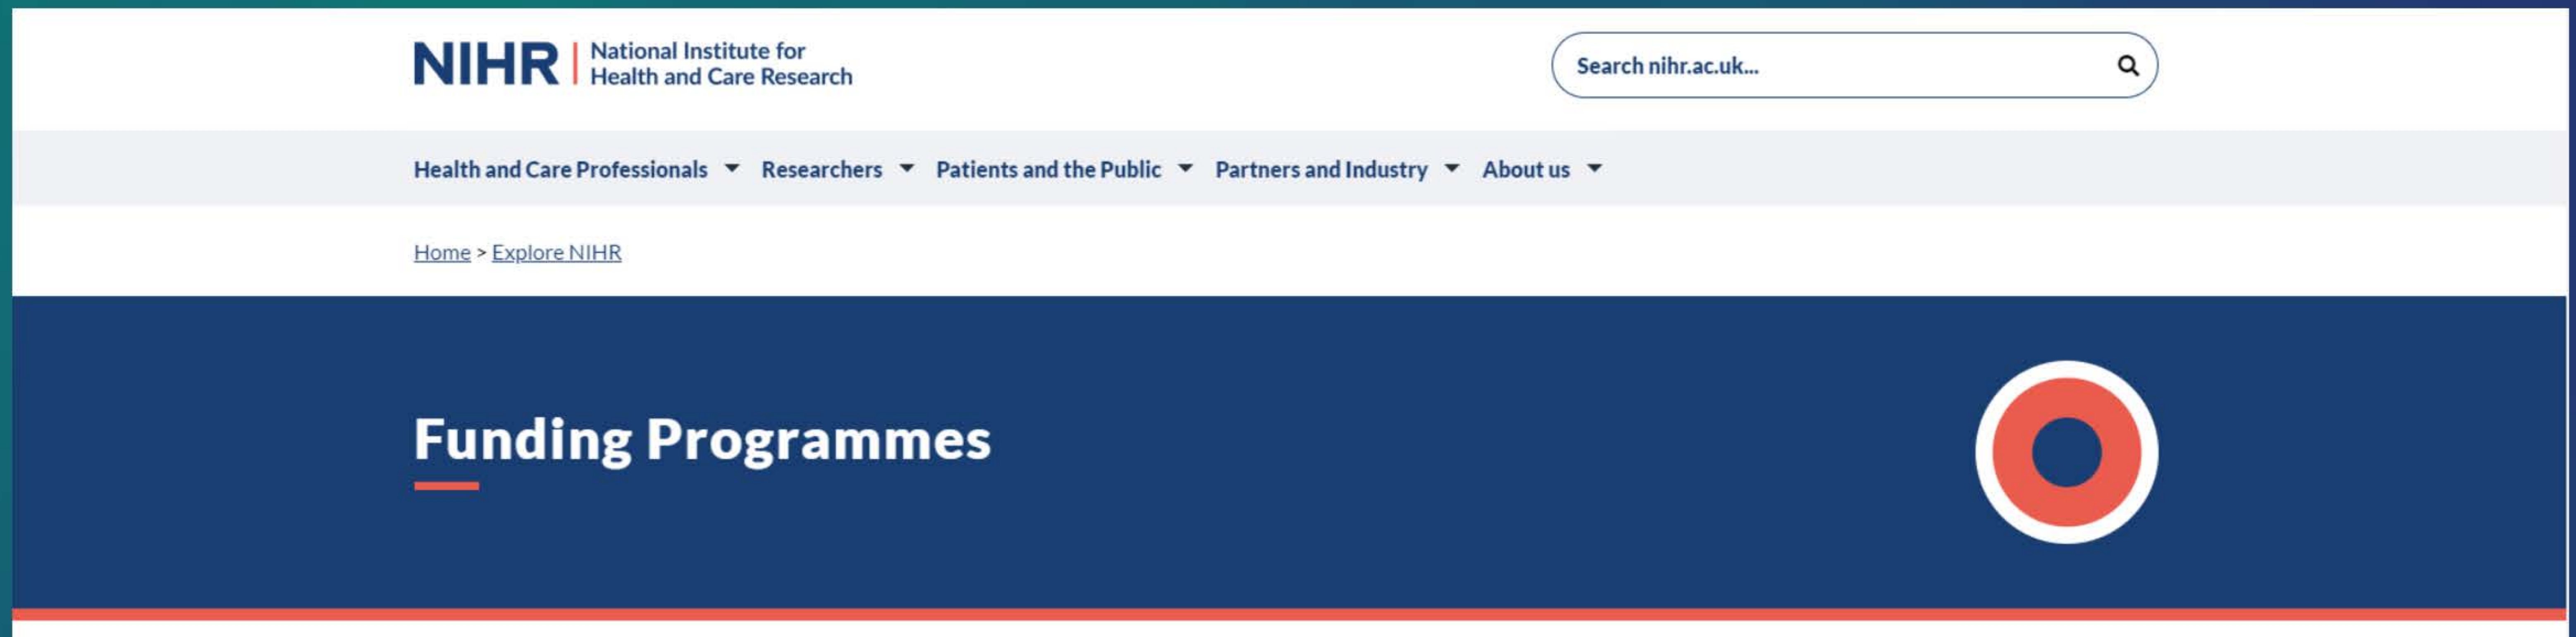 NIHR | National Institute for
Health and Care Research
Search nihr.ac.uk...
Health and Care Professionals Researchers Patients and the Public Partners and Industry About us
Home > Explore NIHR
Funding Programmes